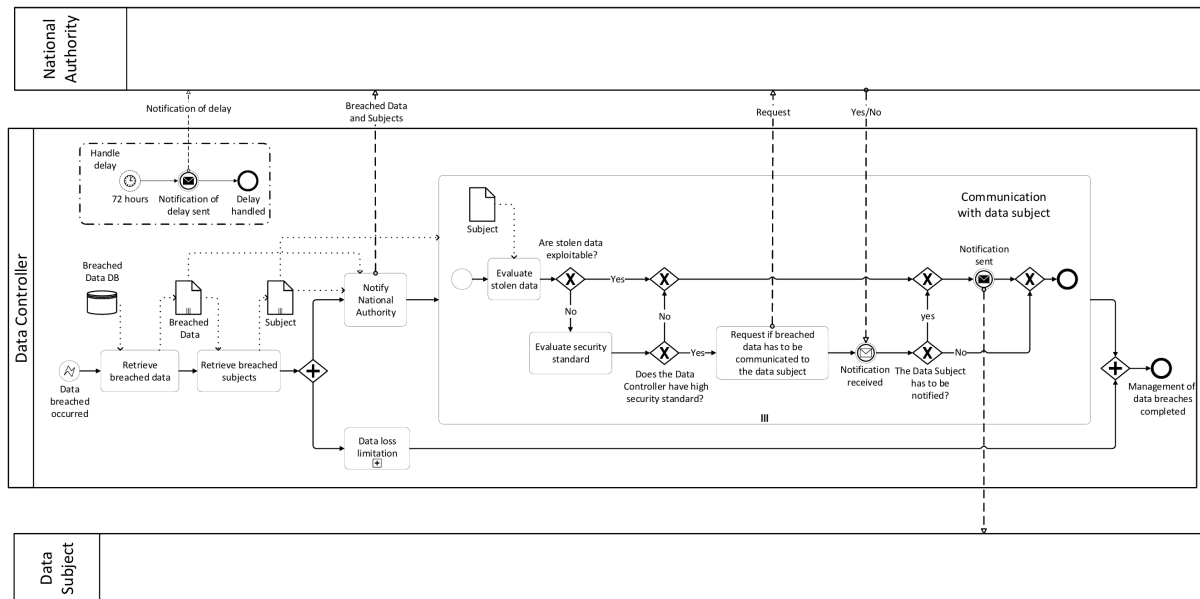 National
Authority
Notification of delay
Breached Data
and Subjects
Request
Yes/No
Data Controller
Handle
delay
72 hours
Notification of
delay sent
Delay
handled
Communication
with data subject
Subject
Are stolen data
exploitable?
Notification
sent
Evaluate
stolen data
Yes
Breached
Data DB
Breached
Data
Subject
Notify
National
Authority
No
No
yes
Evaluate security
standard
Yes
Request if breached
data has to be
communicated to
the data subject
No
Notification
received
The Data Subject
has to be
notified?
Does the Data
Controller have high
security standard?
Retrieve
breached data
Retrieve breached
subjects
Data
breached
occurred
Management of
data breaches
completed
Data loss
limitation
Data
Subject